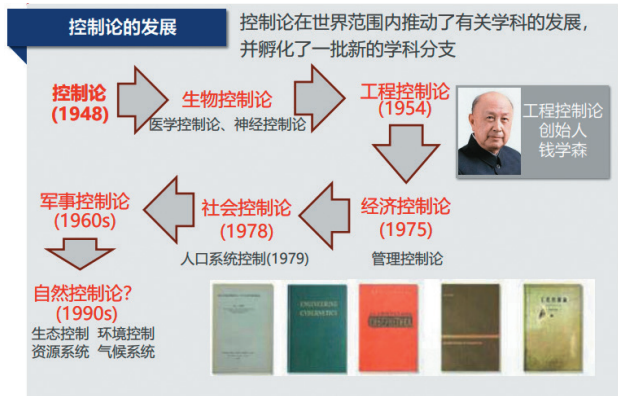 控制论的发展
控制论在世界范围内推动了有关学科的发展，
并孵化了一批新的学科分支
控制论
(1948)
生物控制论
医学控制论、神经控制论
工程控制论
(1954)
工程控制论
创始人
钱学森
军事控制论
(1960s)
社会控制论
(1978)
人口系统控制(1979)
经济控制论
(1975)
管理控制论
自然控制论？
(1990s)
生态控制 环境控制
资源系统 气候系统
ENGINEERING
CYBERNETICS